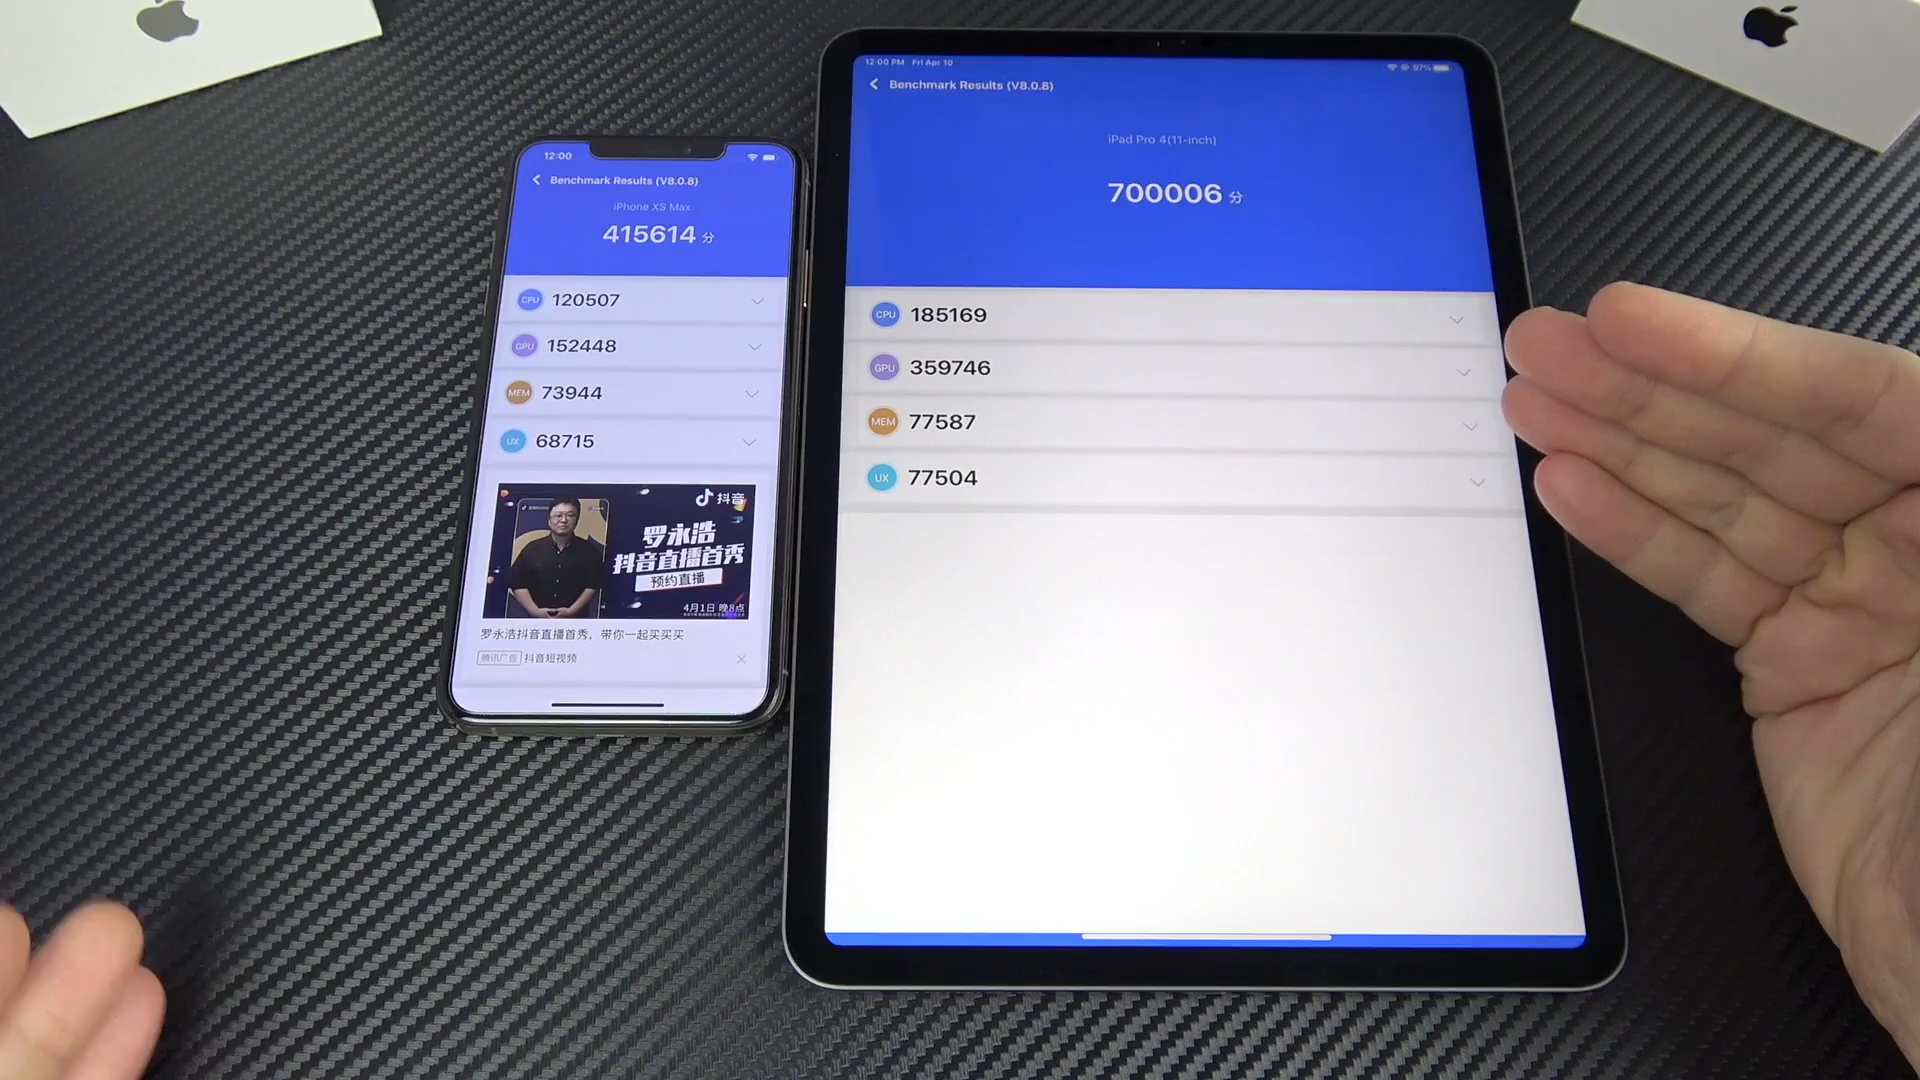 12:00
Benchmark Results (V8.0.8)
iPhone XS Max
415614 分
CPU 120507
GPU 152448
MEM 73944
UX 68715
抖音
罗永浩
抖音直播首秀
预约直播
4月1日 晚8点
罗永浩抖音直播首秀，带你一起买买买
腾讯广告 抖音短视频
12:00 PM Fri Apr 10
97%
Benchmark Results (V8.0.8)
iPad Pro 4(11-inch)
700006 分
CPU 185169
GPU 359746
MEM 77587
UX 77504